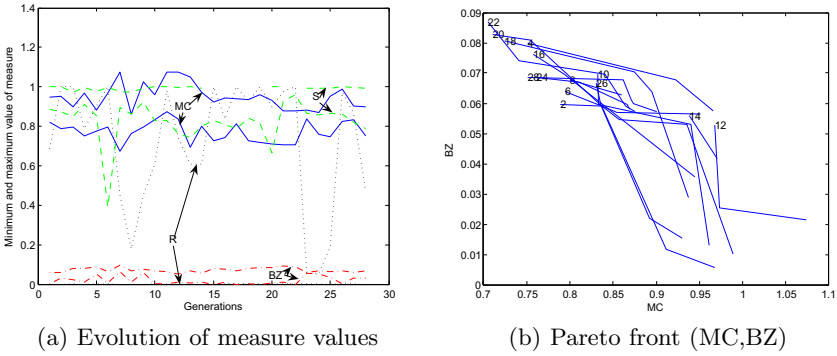 1.4
1.2
1
0.8
0.6
0.4
0.2
0
0 5 10 15 20 25 30
Minimum and maximum value of measure
Generations
MC
S
R
BZ
(a) Evolution of measure values
0.09
0.08
0.07
0.06
0.05
0.04
0.03
0.02
0.01
0
0.7 0.75 0.8 0.85 0.9 0.95 1 1.05 1.1
BZ
MC
22
20
18
4
16
28
24
8
10
26
6
2
14
12
(b) Pareto front (MC,BZ)